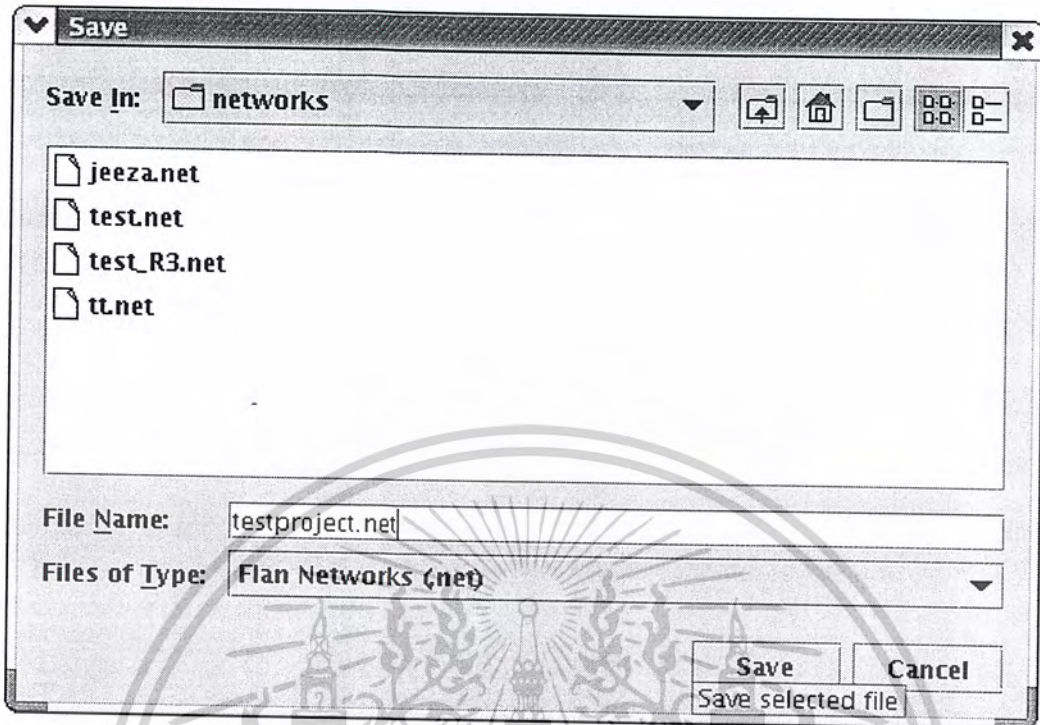 Save
Save In: networks
jeeza.net
test.net
test_R3.net
tt.net
File Name: testproject.net
Files of Type: Flan Networks (.net)
Save Cancel
Save selected file